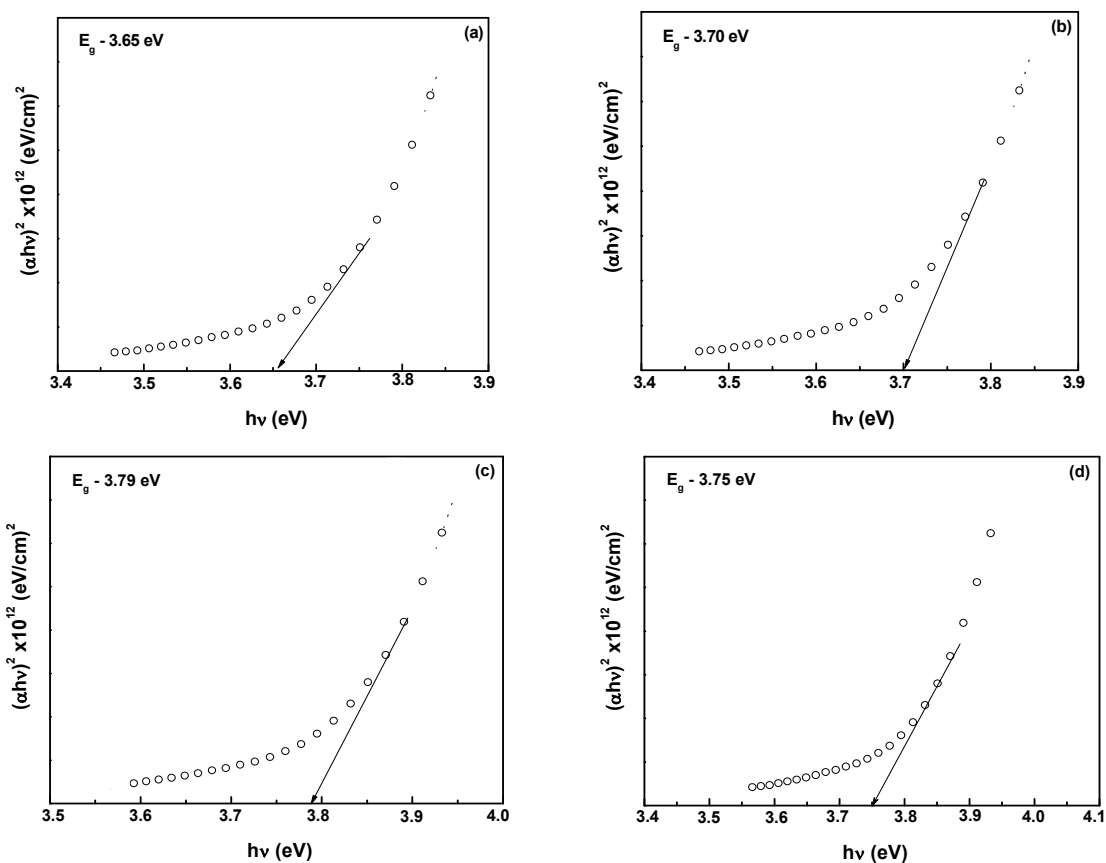 E_g - 3.65 eV
(a)
(αhν)² x10¹² (eV/cm)²
3.4 3.5 3.6 3.7 3.8 3.9
hν (eV)
E_g - 3.70 eV
(b)
(αhν)² x10¹² (eV/cm)²
3.4 3.5 3.6 3.7 3.8 3.9
hν (eV)
E_g - 3.79 eV
(c)
(αhν)² x10¹² (eV/cm)²
3.5 3.6 3.7 3.8 3.9 4.0
hν (eV)
E_g - 3.75 eV
(d)
(αhν)² x10¹² (eV/cm)²
3.4 3.5 3.6 3.7 3.8 3.9 4.0 4.1
hν (eV)